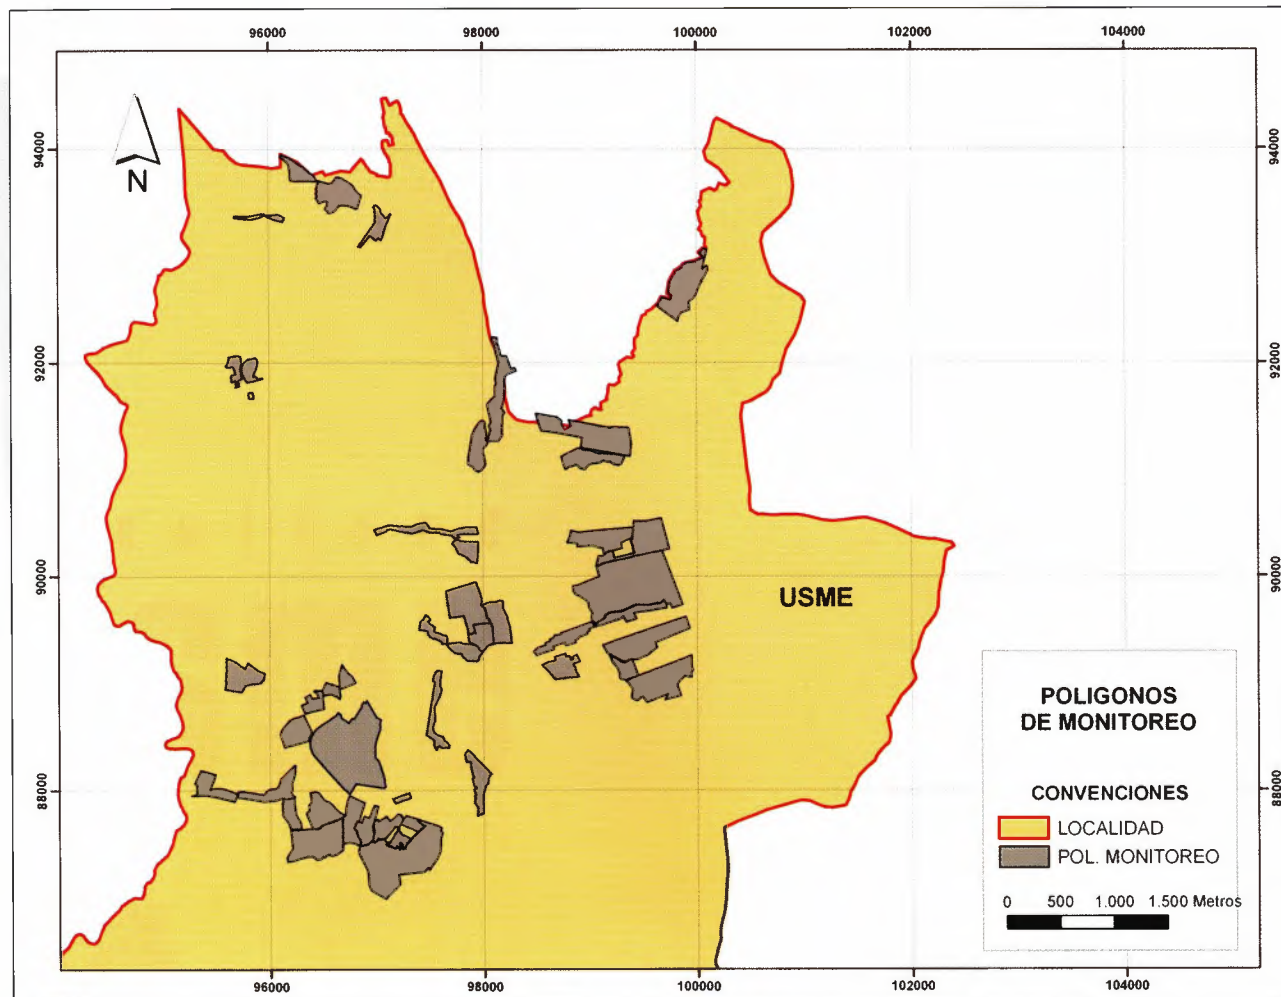 96000 98000 100000 102000 104000
94000 94000
N
92000 92000
90000 90000
USME
POLIGONOS
DE MONITOREO
88000 88000
CONVENCIONES
LOCALIDAD
POL. MONITOREO
0 500 1.000 1.500 Metros
96000 98000 100000 102000 104000